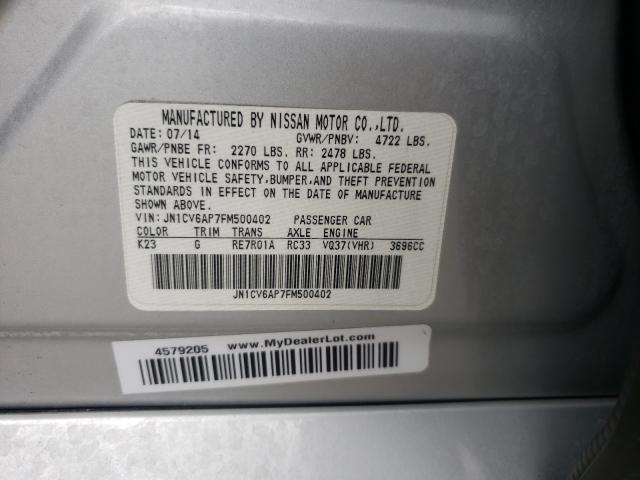 MANUFACTURED BY NISSAN MOTOR CO.,LTD.
DATE: 07/14 GVWR/PNBV: 4722 LBS.
GAWR/PNBE FR: 2270 LBS. RR: 2478 LBS.
THIS VEHICLE CONFORMS TO ALL APPLICABLE FEDERAL
MOTOR VEHICLE SAFETY,BUMPER,AND THEFT PREVENTION
STANDARDS IN EFFECT ON THE DATE OF MANUFACTURE
SHOWN ABOVE.
VIN: JN1CV6AP7FM500402 PASSENGER CAR
COLOR TRIM TRANS AXLE ENGINE
K23 G RE7R01A RC33 VQ37(VHR) 3696CC
JN1CV6AP7FM500402
4579205 www.MyDealerLot.com